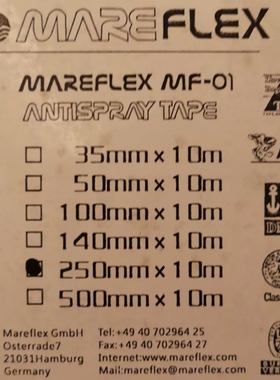 MAREFLEX
MAREFLEX MF-01
ANTISPRAY TAPE
35mm x 10m
50mm x 10m
100mm x 10m
140mm x 10m
250mm x 10m
500mm x 10m
Mareflex GmbH Tel:+49 40 702964 25
Osterrade7 Fax:+49 40 702964 27
21031Hamburg Internet:www.mareflex.com
Germany Mail:mareflex@mareflex.com